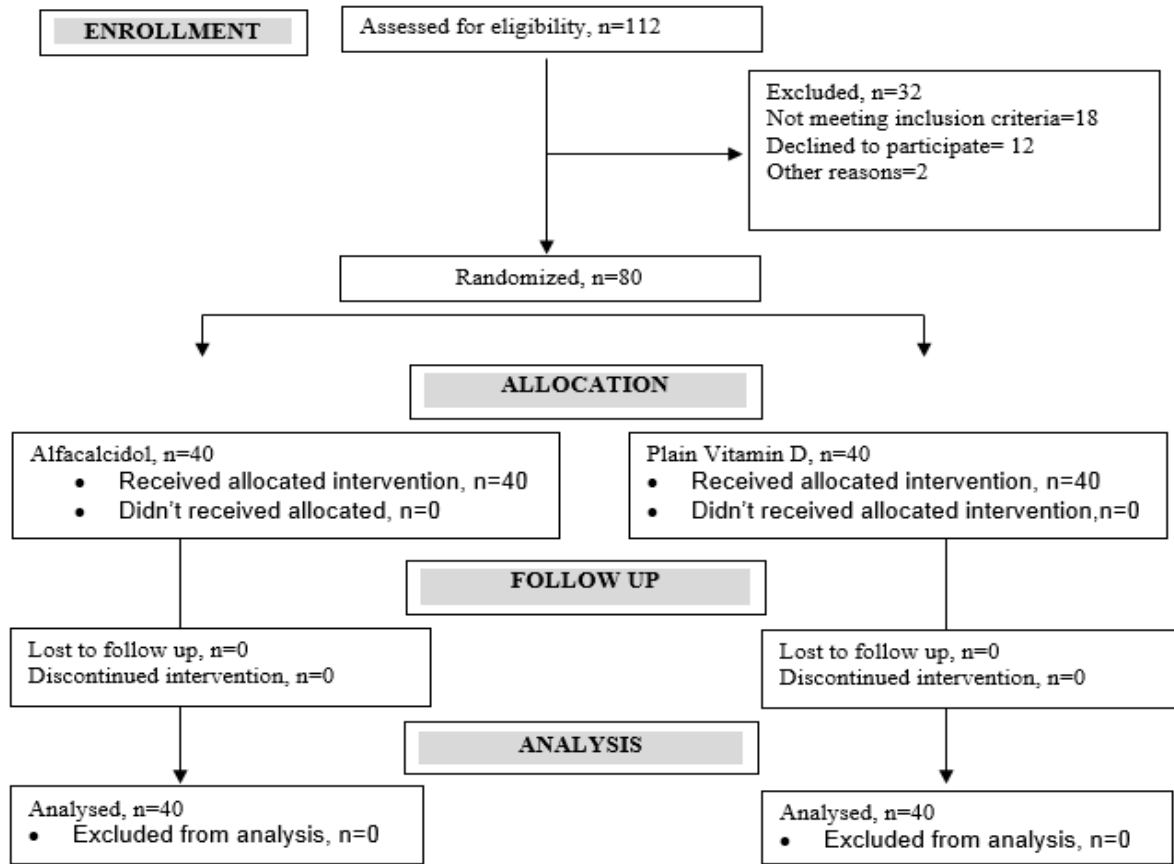 ENROLLMENT
Assessed for eligibility, n=112
Excluded, n=32
Not meeting inclusion criteria=18
Declined to participate= 12
Other reasons=2
Randomized, n=80
ALLOCATION
Alfacalcidol, n=40
• Received allocated intervention, n=40
• Didn't received allocated, n=0
Plain Vitamin D, n=40
• Received allocated intervention, n=40
• Didn't received allocated intervention,n=0
FOLLOW UP
Lost to follow up, n=0
Discontinued intervention, n=0
Lost to follow up, n=0
Discontinued intervention, n=0
ANALYSIS
Analysed, n=40
• Excluded from analysis, n=0
Analysed, n=40
• Excluded from analysis, n=0